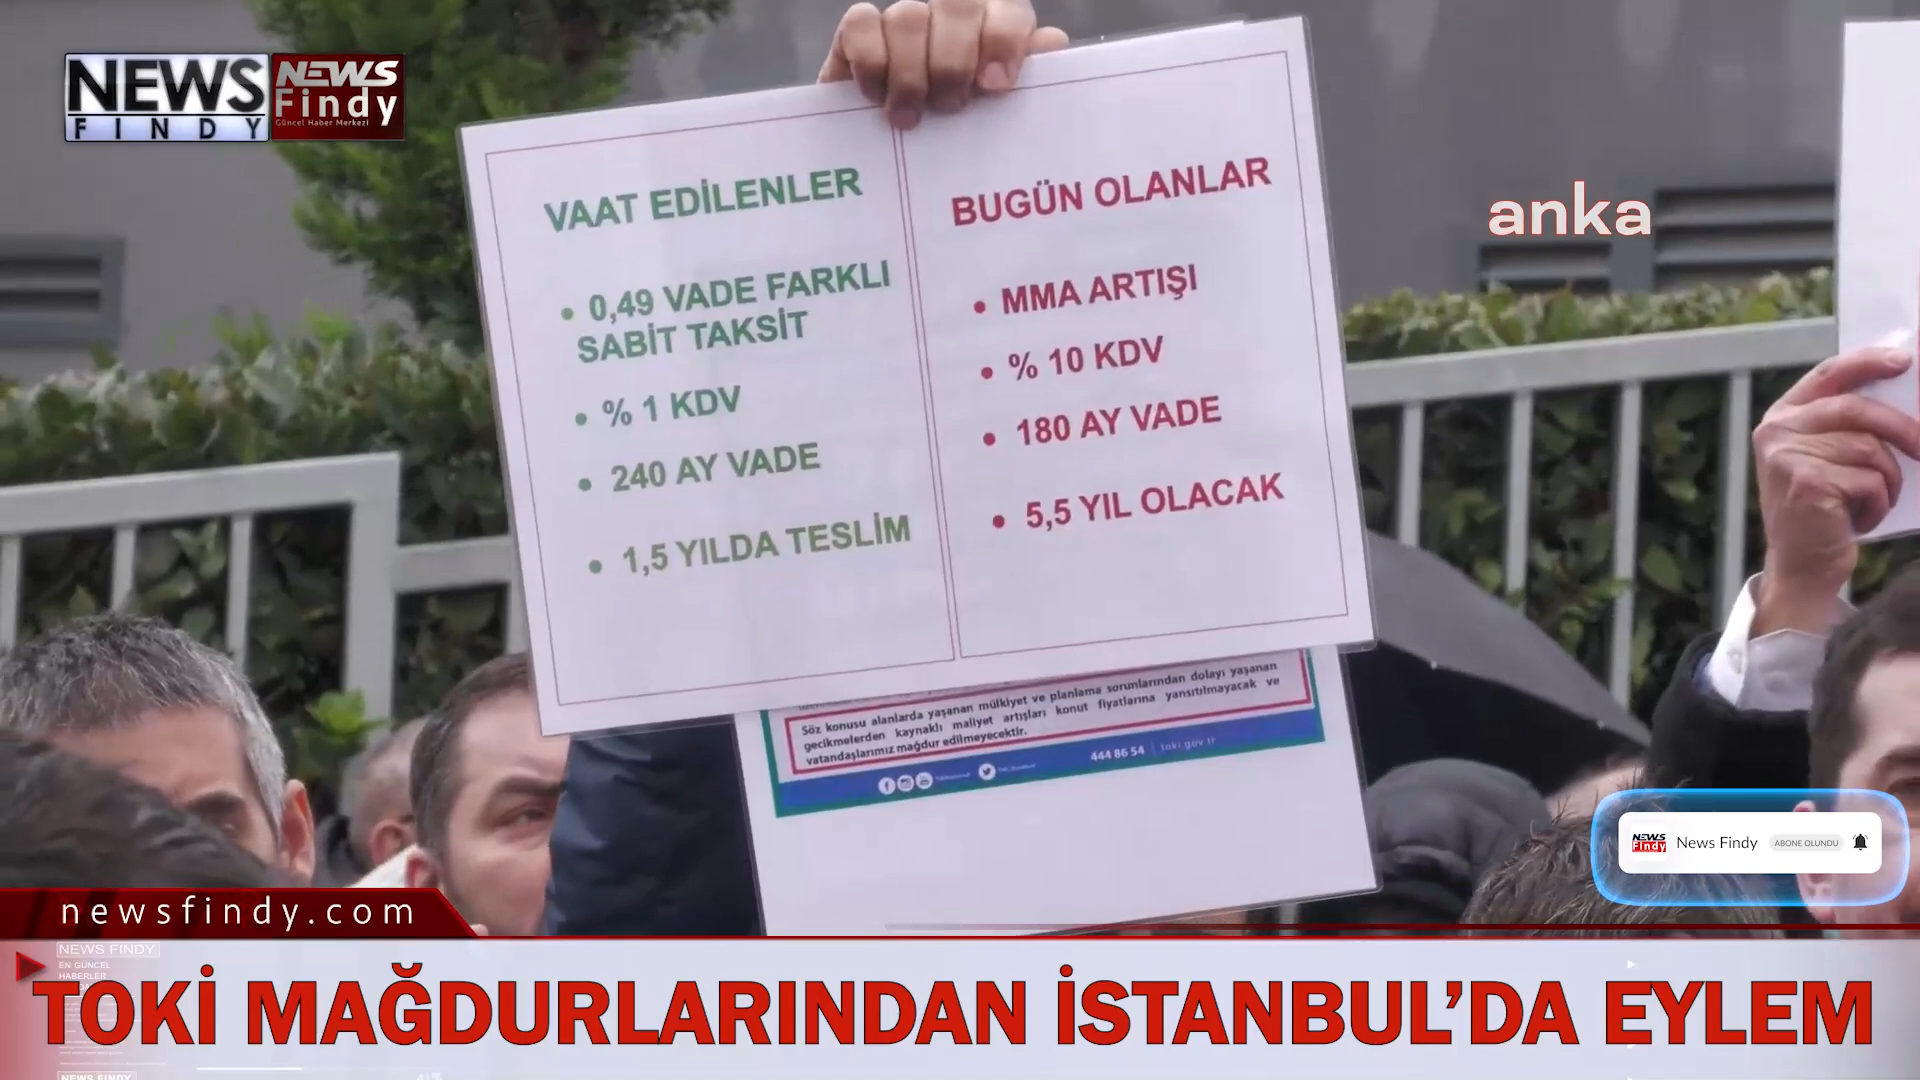 NEWS
FINDY
NEWS
Findy
Güncel Haber Merkezi
anka
VAAT EDİLENLER
• 0,49 VADE FARKLI
SABİT TAKSİT
• % 1 KDV
• 240 AY VADE
• 1,5 YILDA TESLİM
BUGÜN OLANLAR
• MMA ARTIŞI
• % 10 KDV
• 180 AY VADE
• 5,5 YIL OLACAK
Söz konusu alanlarda yaşanan mülkiyet ve planlama sorunlarından dolayı yaşanan
gecikmelerden kaynaklı maliyet artışları konut fiyatlarına yansıtılmayacak ve
vatandaşlarımız mağdur edilmeyecektir.
444 86 54 | toki.gov.tr
NEWS
Findy
News Findy
ABONE OLUNDU
newsfindy.com
NEWS FINDY
EN GÜNCEL
HABERLER
TOKİ MAĞDURLARINDAN İSTANBUL'DA EYLEM
NEWS FINDY